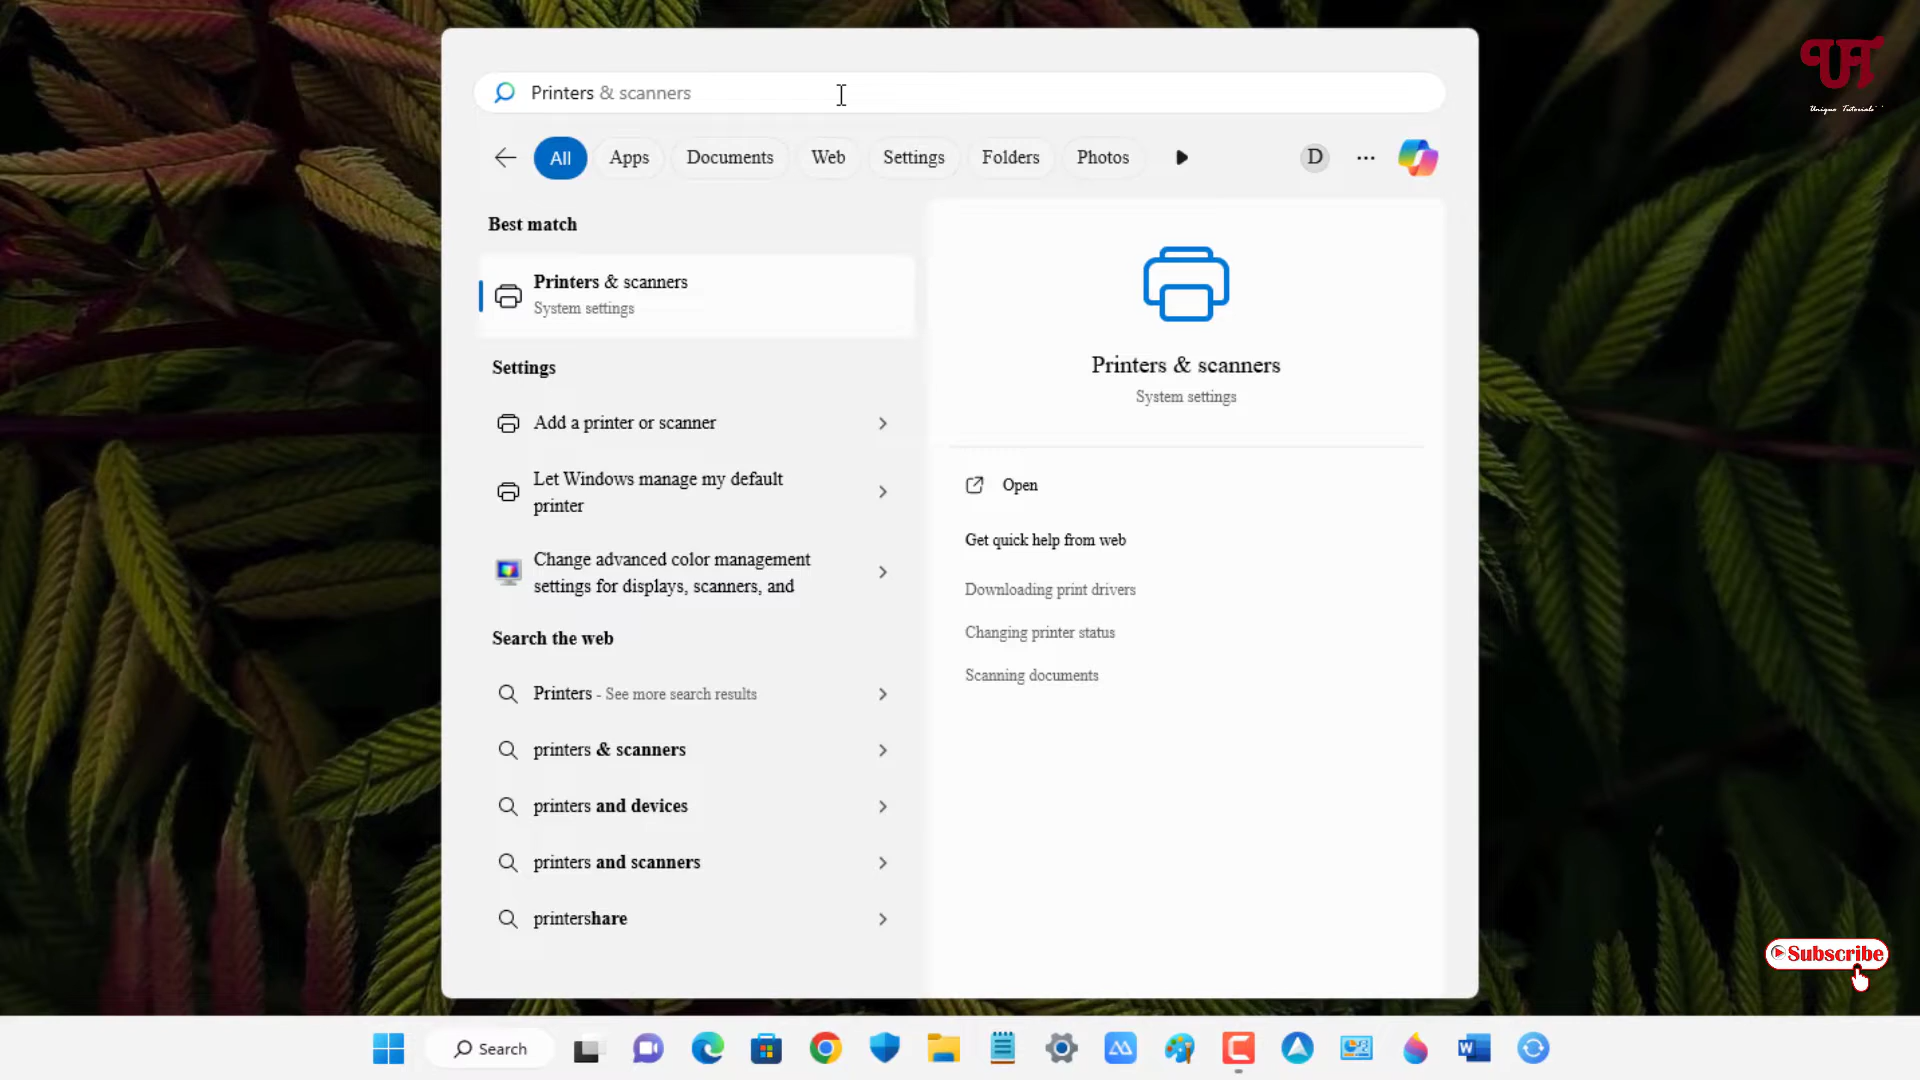 Printers & scanners
All
Apps
Documents
Web
Settings
Folders
Photos
D
Best match
Printers & scanners
System settings
Settings
Add a printer or scanner
Let Windows manage my default
printer
Change advanced color management
settings for displays, scanners, and
Search the web
Printers - See more search results
printers & scanners
printers and devices
printers and scanners
printershare
Printers & scanners
System settings
Open
Get quick help from web
Downloading print drivers
Changing printer status
Scanning documents
UT
Unique Tutorials
Subscribe
Search